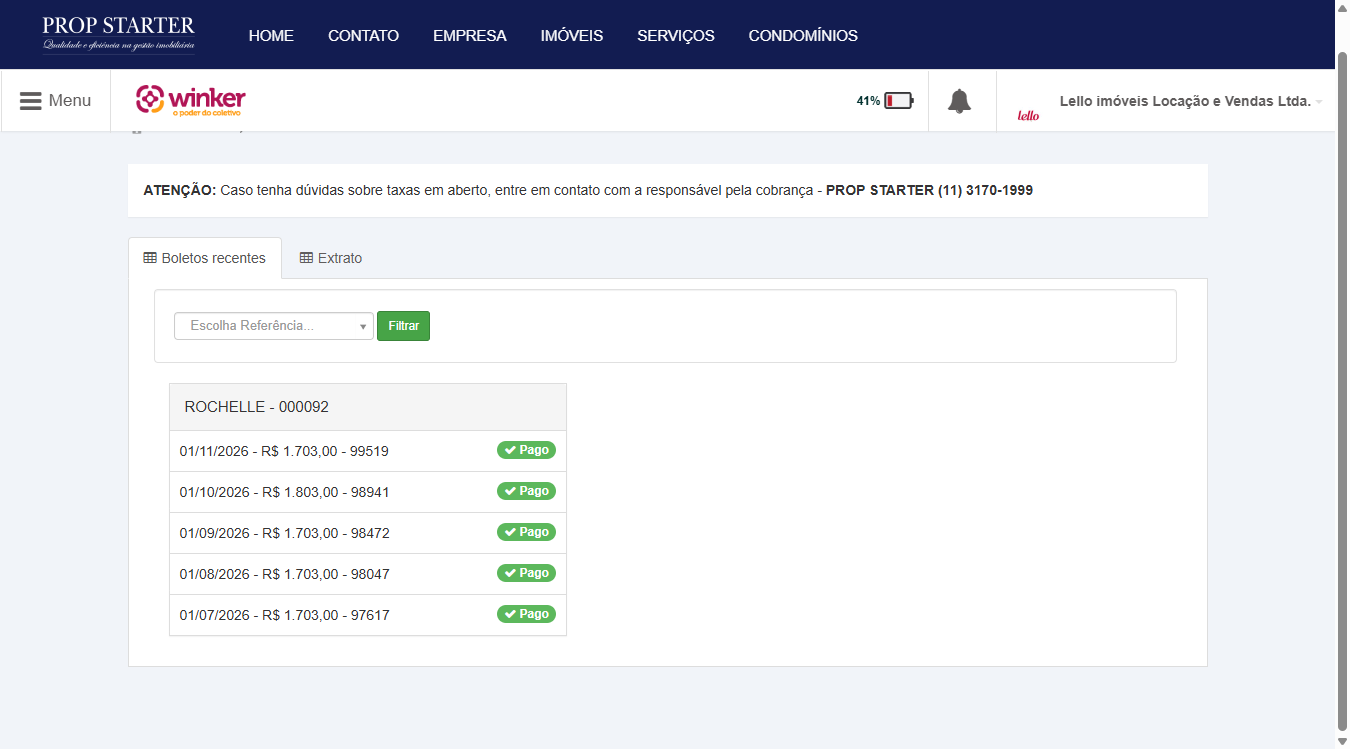 PROP STARTER
Qualidade e eficiência na gestão imobiliária
HOME CONTATO EMPRESA IMÓVEIS SERVIÇOS CONDOMÍNIOS
Menu
winker
o poder do coletivo
41%
lello
Lello imóveis Locação e Vendas Ltda.
ATENÇÃO: Caso tenha dúvidas sobre taxas em aberto, entre em contato com a responsável pela cobrança - PROP STARTER (11) 3170-1999
Boletos recentes Extrato
Escolha Referência... Filtrar
ROCHELLE - 000092
01/11/2026 - R$ 1.703,00 - 99519 Pago
01/10/2026 - R$ 1.803,00 - 98941 Pago
01/09/2026 - R$ 1.703,00 - 98472 Pago
01/08/2026 - R$ 1.703,00 - 98047 Pago
01/07/2026 - R$ 1.703,00 - 97617 Pago